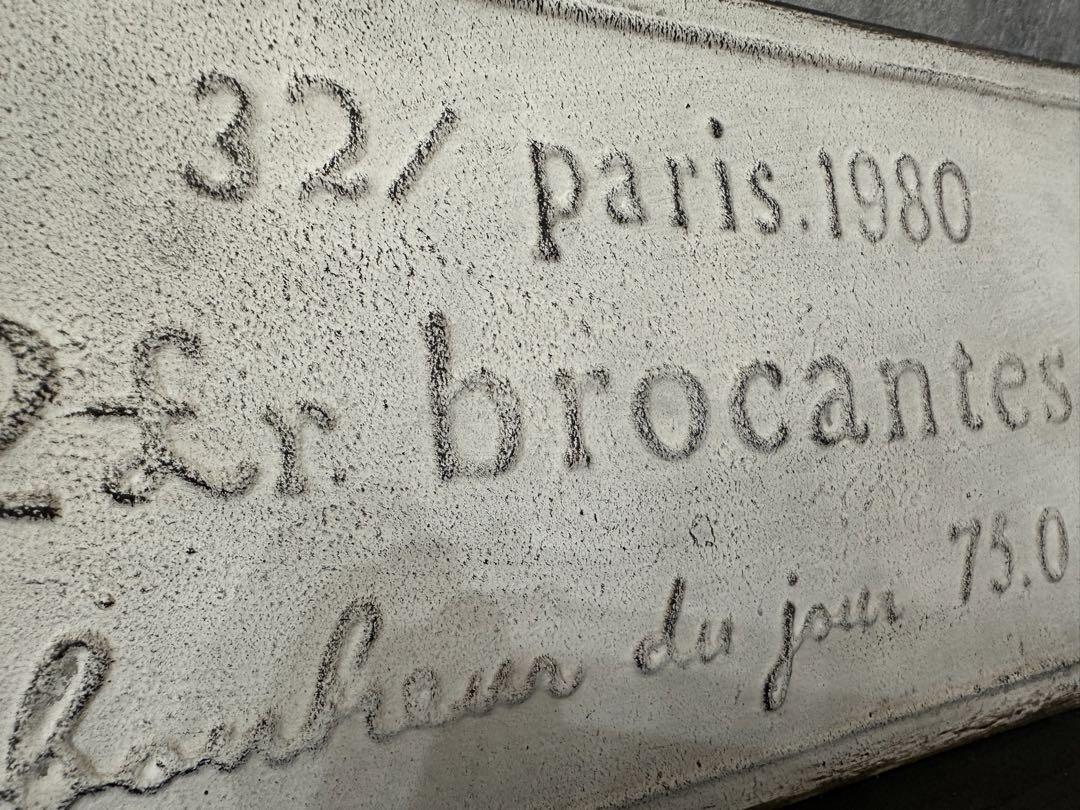 32/ paris.1980
£r. brocantes
du jour 75.0